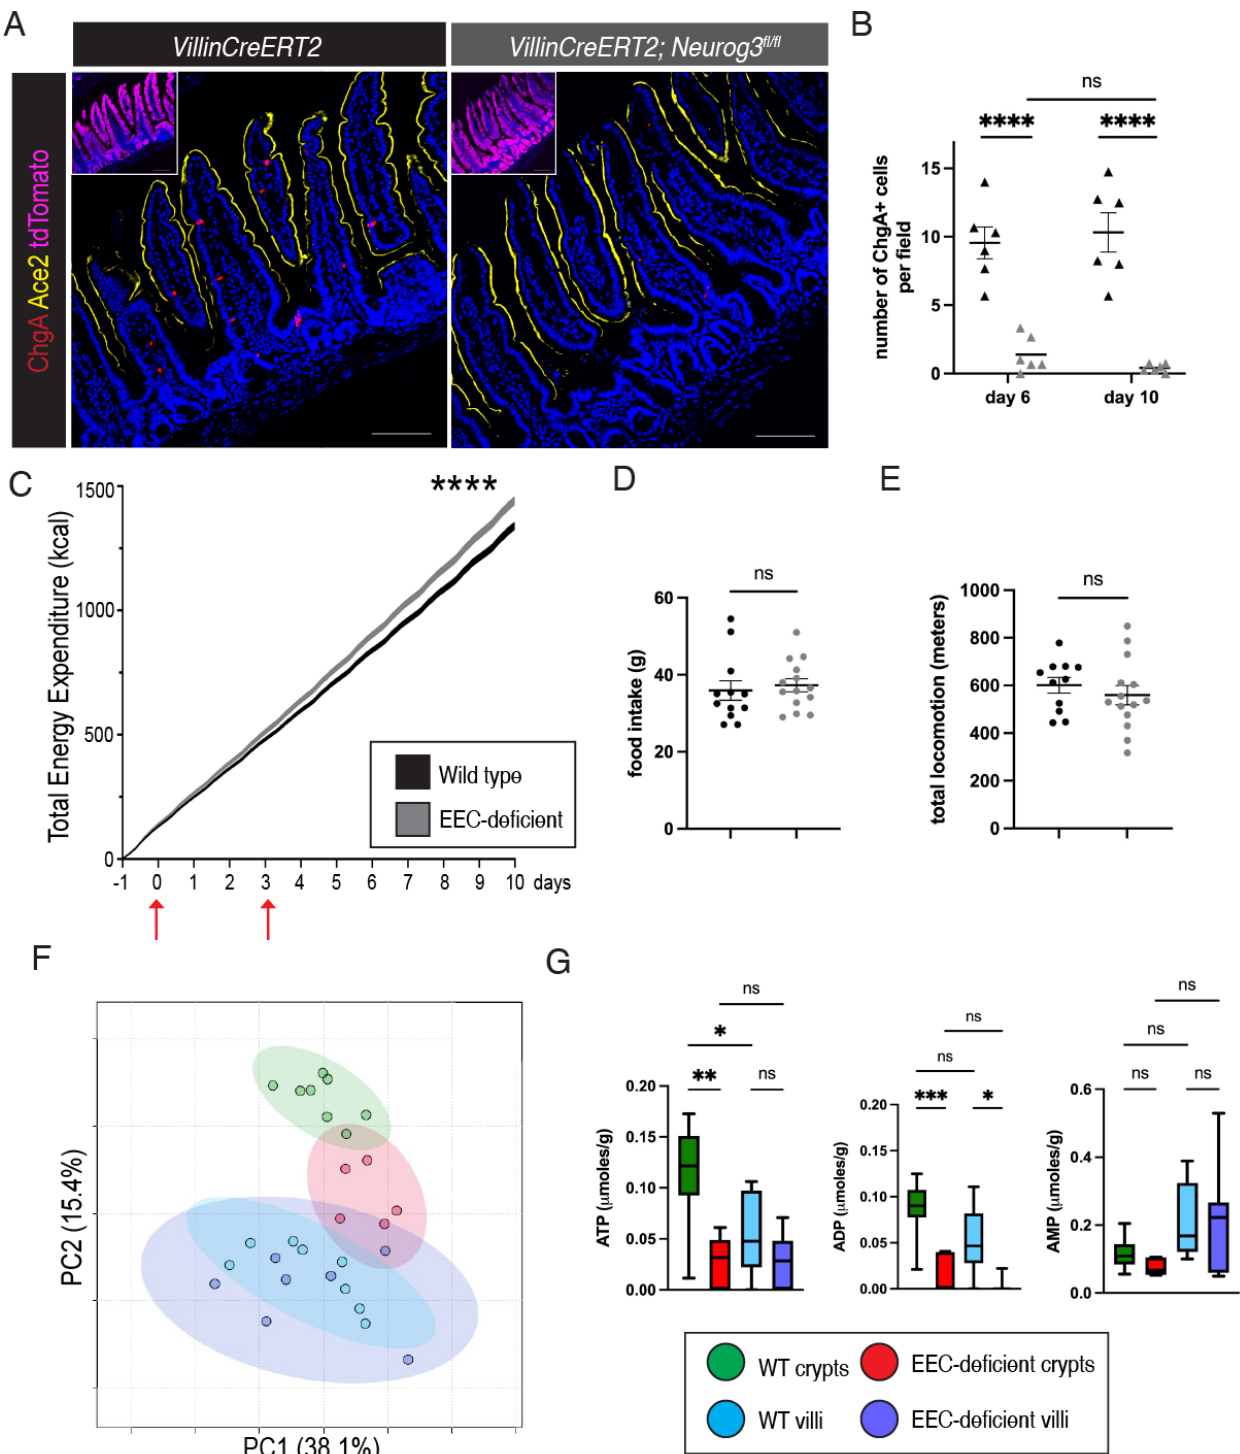 A
VillinCreERT2
VillinCreERT2; Neurog3fl/fl
ChgA Ace2 tdTomato
B
ns
**** ****
number of ChgA+ cells
per field
15
10
5
0
day 6 day 10
C
****
Total Energy Expenditure (kcal)
1500
1000
500
0
-1 0 1 2 3 4 5 6 7 8 9 10 days
Wild type
EEC-deficient
D
ns
food intake (g)
60
40
20
0
E
ns
total locomotion (meters)
1000
800
600
400
200
0
F
PC2 (15.4%)
PC1 (38.1%)
G
ns
*
** ns
ATP (µmoles/g)
0.20
0.15
0.10
0.05
0.00
ns
ns
*** *
ADP (µmoles/g)
0.20
0.15
0.10
0.05
0.00
ns
ns
ns ns
AMP (µmoles/g)
0.6
0.4
0.2
0.0
WT crypts EEC-deficient crypts
WT villi EEC-deficient villi